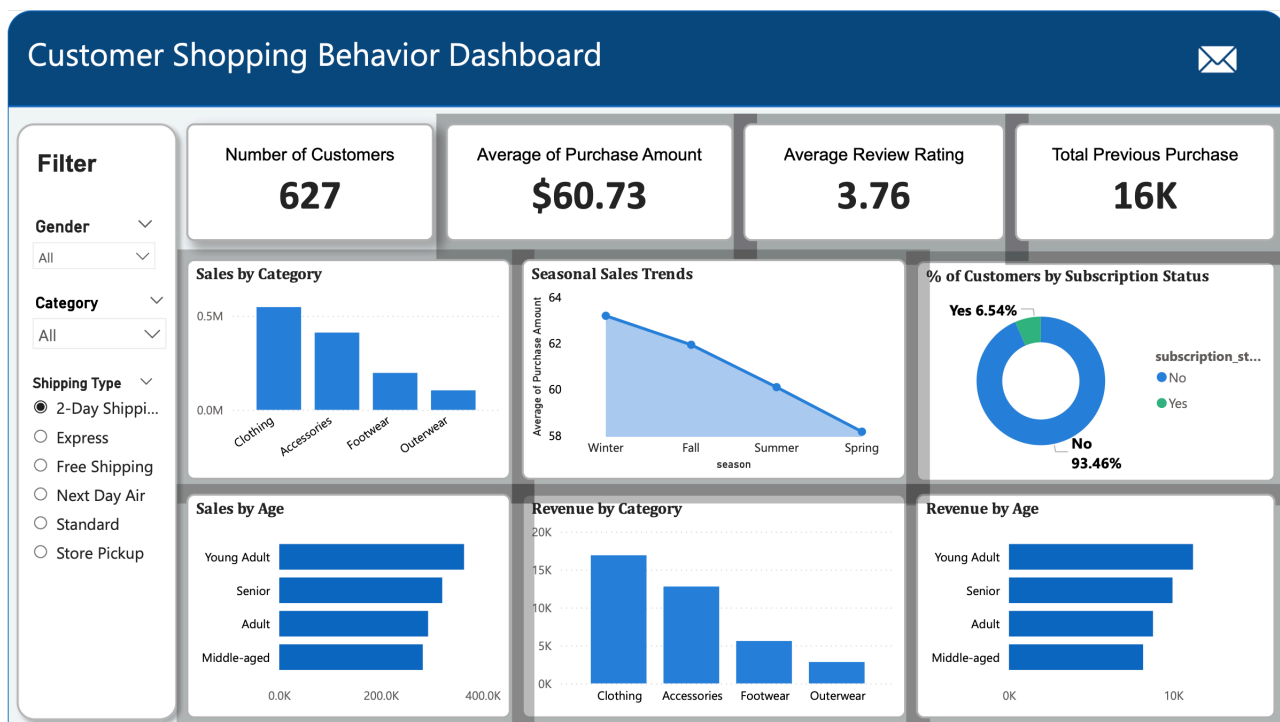 Customer Shopping Behavior Dashboard
Filter
Gender
All
Category
All
Shipping Type
2-Day Shippi...
Express
Free Shipping
Next Day Air
Standard
Store Pickup
Number of Customers
627
Average of Purchase Amount
$60.73
Average Review Rating
3.76
Total Previous Purchase
16K
Sales by Category
0.5M
0.0M
Clothing
Accessories
Footwear
Outerwear
Seasonal Sales Trends
Average of Purchase Amount
64
62
60
58
Winter
Fall
Summer
Spring
season
% of Customers by Subscription Status
Yes 6.54%
No
93.46%
subscription_st...
No
Yes
Sales by Age
Young Adult
Senior
Adult
Middle-aged
0.0K
200.0K
400.0K
Revenue by Category
20K
15K
10K
5K
0K
Clothing
Accessories
Footwear
Outerwear
Revenue by Age
Young Adult
Senior
Adult
Middle-aged
0K
10K